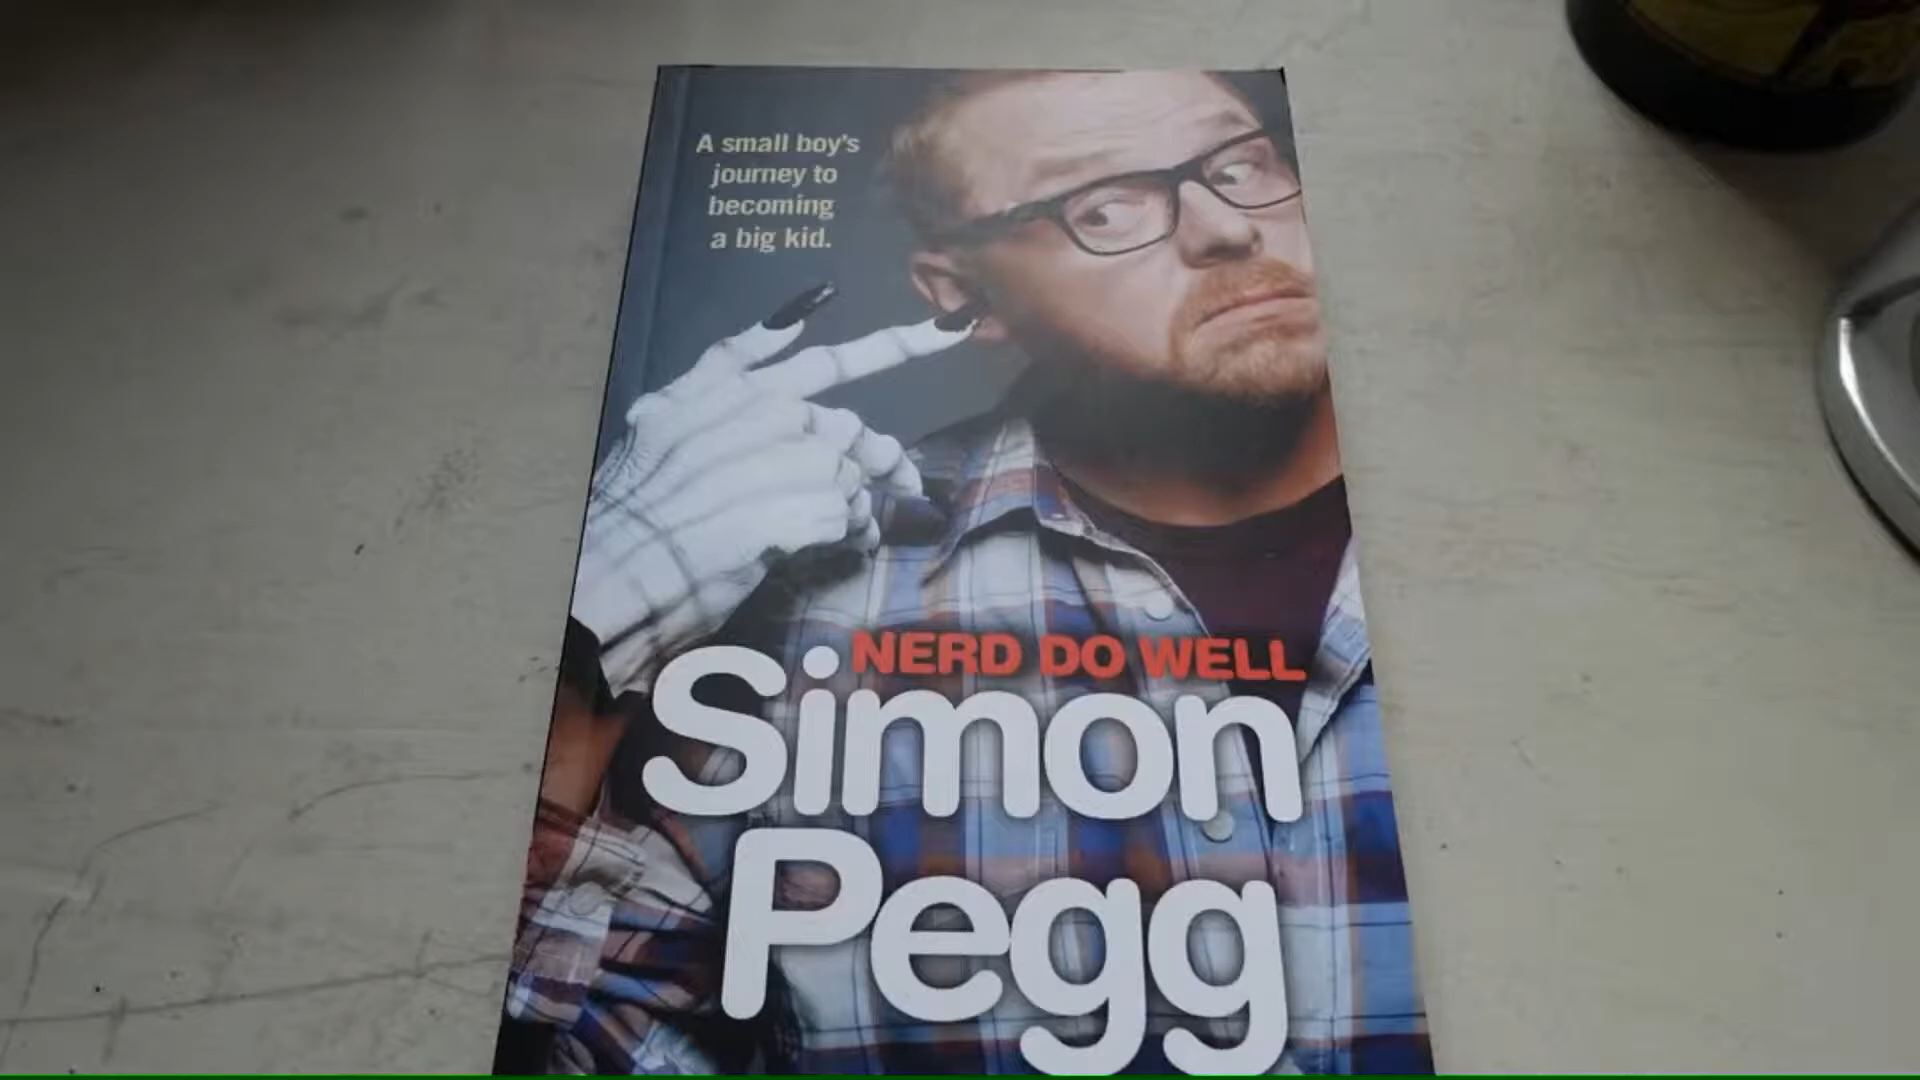 A small boy's
journey to
becoming
a big kid.
NERD DO WELL
Simon
Pegg